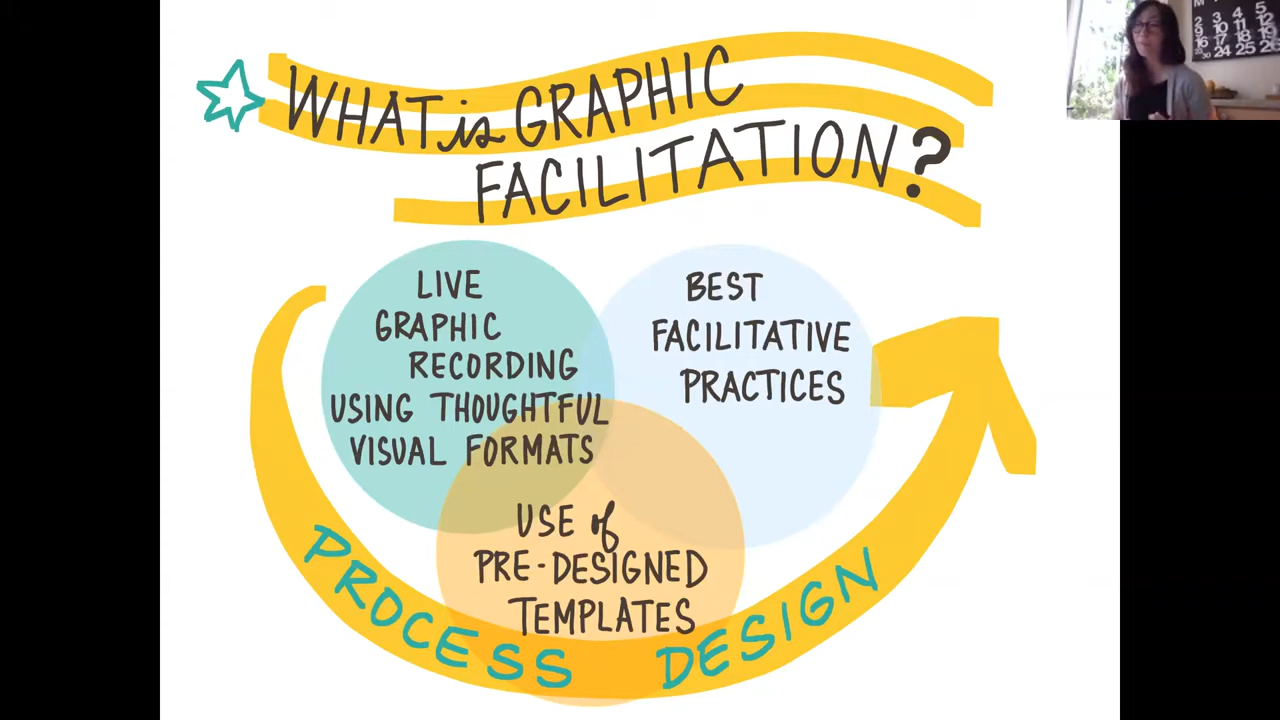 WHAT is GRAPHIC
FACILITATION?
LIVE
GRAPHIC
RECORDING
USING THOUGHTFUL
VISUAL FORMATS
BEST
FACILITATIVE
PRACTICES
USE of
PRE-DESIGNED
TEMPLATES
PROCESS DESIGN